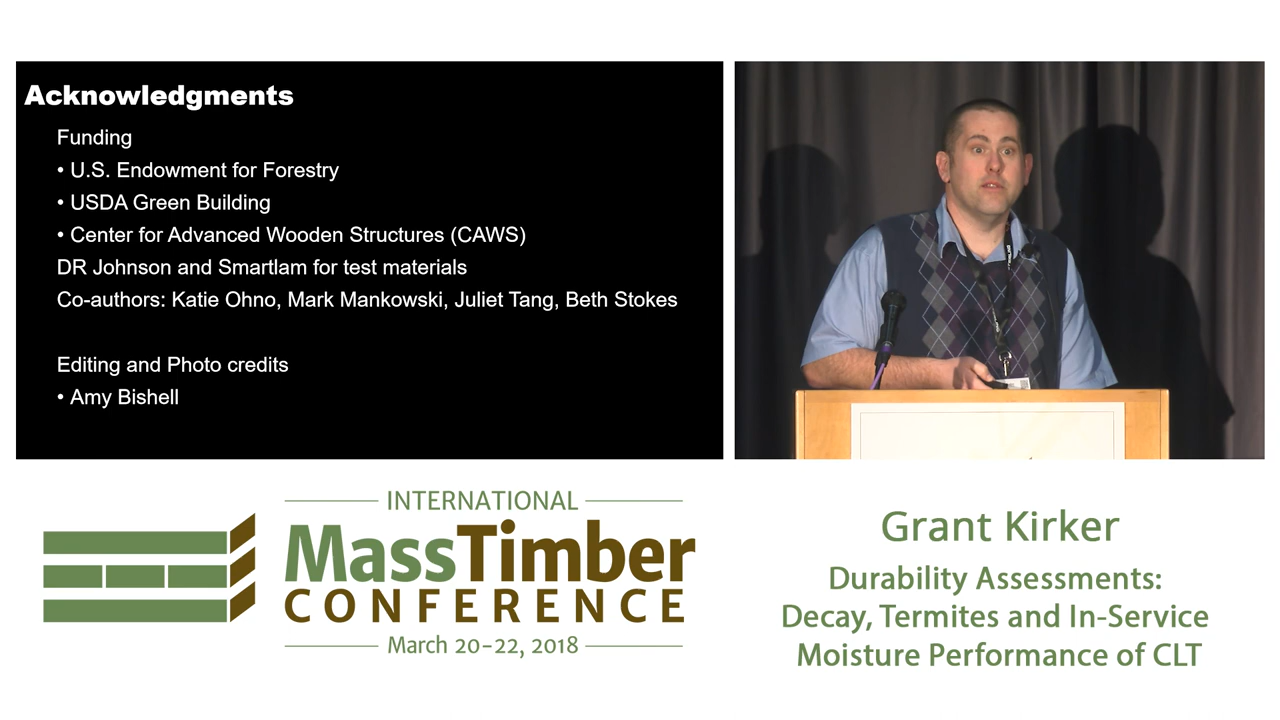 Acknowledgments
Funding
• U.S. Endowment for Forestry
• USDA Green Building
• Center for Advanced Wooden Structures (CAWS)
DR Johnson and Smartlam for test materials
Co-authors: Katie Ohno, Mark Mankowski, Juliet Tang, Beth Stokes
Editing and Photo credits
• Amy Bishell
INTERNATIONAL
MassTimber
CONFERENCE
March 20-22, 2018
Grant Kirker
Durability Assessments:
Decay, Termites and In-Service
Moisture Performance of CLT